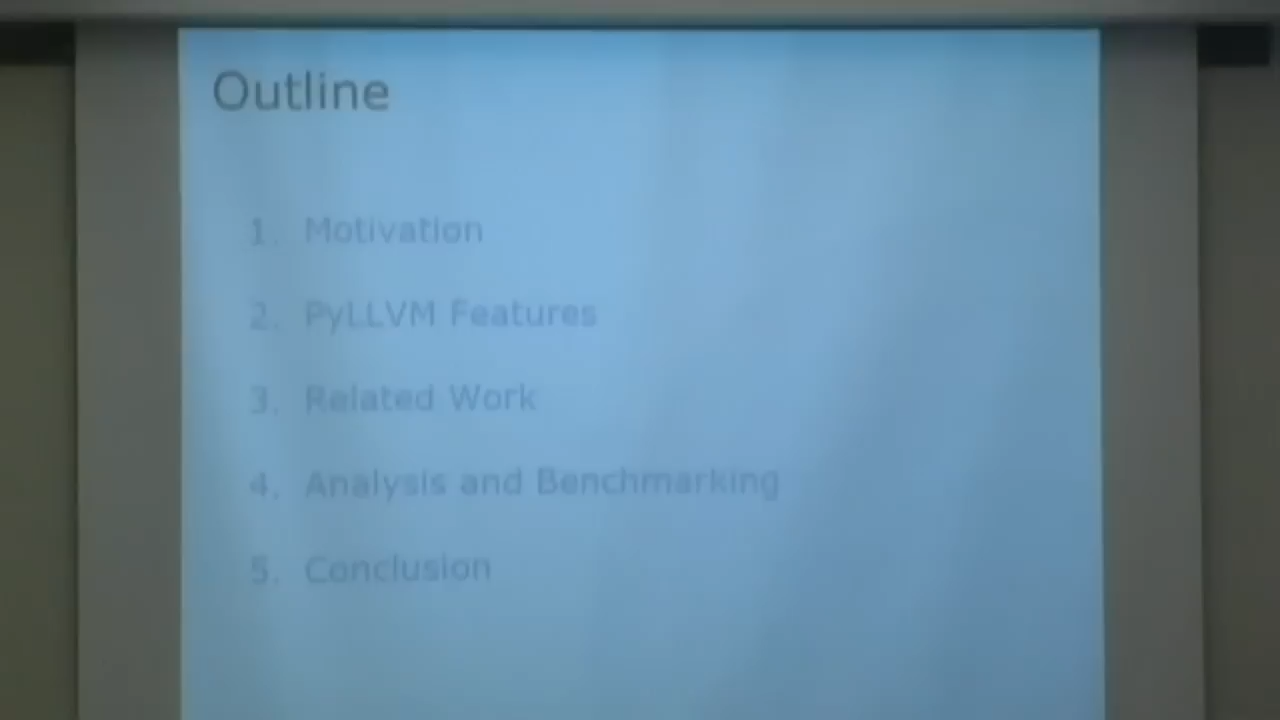 Outline
1. Motivation
2. PyLLVM Features
3. Related Work
4. Analysis and Benchmarking
5. Conclusion